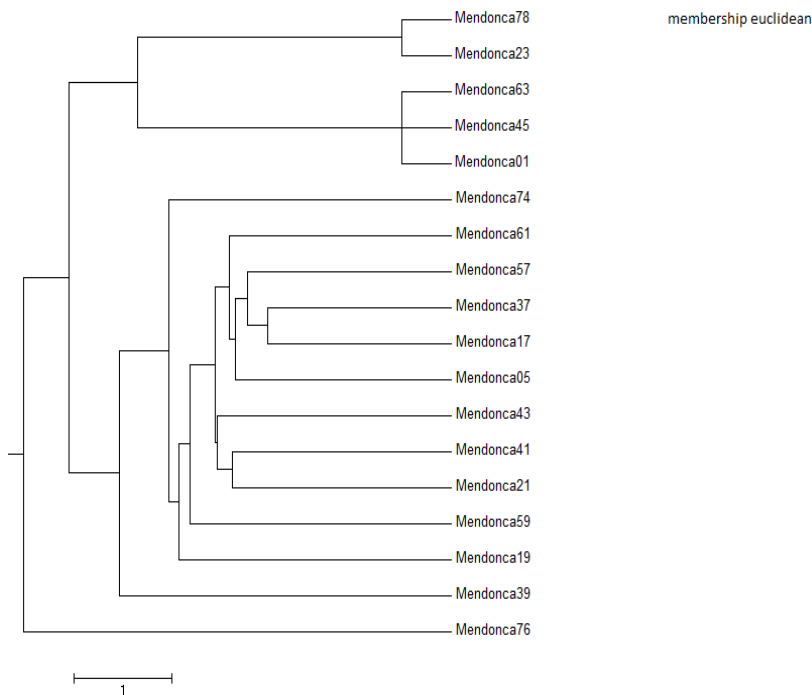 Mendonca78
membership euclidean
Mendonca23
Mendonca63
Mendonca45
Mendonca01
Mendonca74
Mendonca61
Mendonca57
Mendonca37
Mendonca17
Mendonca05
Mendonca43
Mendonca41
Mendonca21
Mendonca59
Mendonca19
Mendonca39
Mendonca76
1